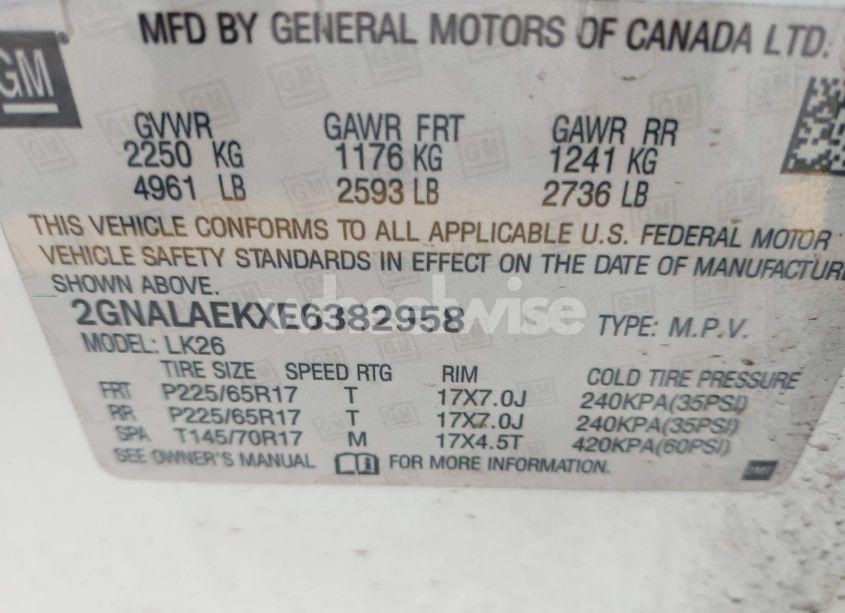 GM
MFD BY GENERAL MOTORS OF CANADA LTD.
GVWR GAWR FRT GAWR RR
2250 KG 1176 KG 1241 KG
4961 LB 2593 LB 2736 LB
THIS VEHICLE CONFORMS TO ALL APPLICABLE U.S. FEDERAL MOTOR
VEHICLE SAFETY STANDARDS IN EFFECT ON THE DATE OF MANUFACTURE
SHOWN ABOVE.
2GNALAEKXE6382958 TYPE: M.P.V.
MODEL: LK26
TIRE SIZE SPEED RTG RIM COLD TIRE PRESSURE
FRT P225/65R17 T 17X7.0J 240KPA(35PSI)
RR P225/65R17 T 17X7.0J 240KPA(35PSI)
SPA T145/70R17 M 17X4.5T 420KPA(60PSI)
SEE OWNER'S MANUAL FOR MORE INFORMATION.